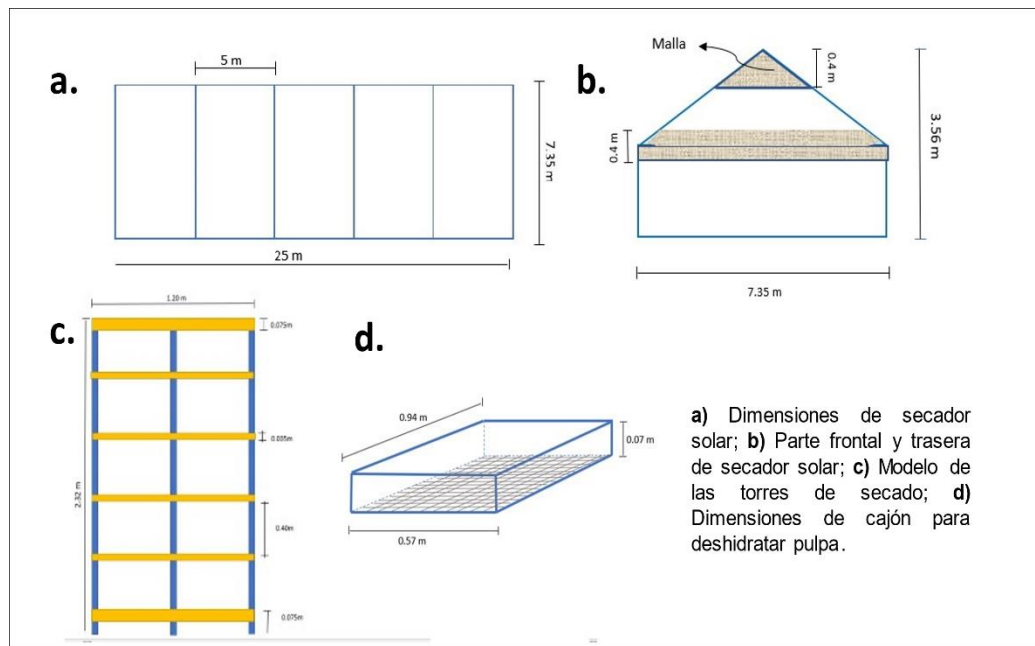 a.
5 m
7.35 m
25 m
b.
Malla
0.4 m
3.56 m
0.4 m
7.35 m
c.
1.20 m
0.075m
0.035m
2.32 m
0.40m
0.075m
d.
0.94 m
0.07 m
0.57 m
a) Dimensiones de secador
solar; b) Parte frontal y trasera
de secador solar; c) Modelo de
las torres de secado; d)
Dimensiones de cajón para
deshidratar pulpa.